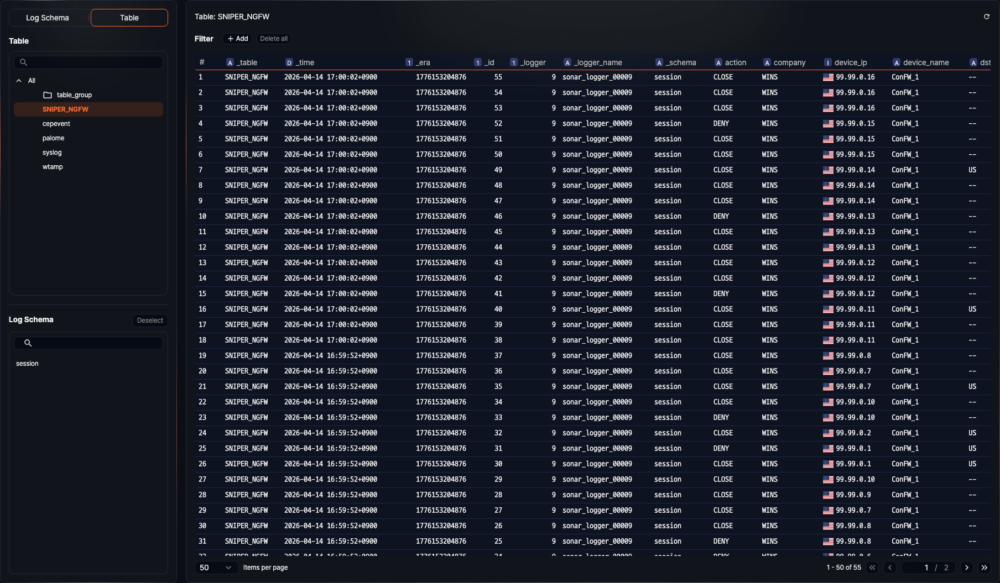 Log Schema
Table
Table
All
table_group
SNIPER_NGFW
cepevent
palome
syslog
wtamp
Log Schema
Deselect
session
Table: SNIPER_NGFW
Filter + Add Delete all
# A _table D _time 1 _era 1 _id 1 _logger A _logger_name A _schema A action A company I device_ip A device_name A dst
1 SNIPER_NGFW 2026-04-14 17:00:02+0900 1776153204876 55 9 sonar_logger_00009 session CLOSE WINS 99.99.0.16 ConFW_1 --
2 SNIPER_NGFW 2026-04-14 17:00:02+0900 1776153204876 54 9 sonar_logger_00009 session CLOSE WINS 99.99.0.16 ConFW_1 --
3 SNIPER_NGFW 2026-04-14 17:00:02+0900 1776153204876 53 9 sonar_logger_00009 session CLOSE WINS 99.99.0.16 ConFW_1 --
4 SNIPER_NGFW 2026-04-14 17:00:02+0900 1776153204876 52 9 sonar_logger_00009 session DENY WINS 99.99.0.15 ConFW_1 --
5 SNIPER_NGFW 2026-04-14 17:00:02+0900 1776153204876 51 9 sonar_logger_00009 session CLOSE WINS 99.99.0.15 ConFW_1 --
6 SNIPER_NGFW 2026-04-14 17:00:02+0900 1776153204876 50 9 sonar_logger_00009 session CLOSE WINS 99.99.0.15 ConFW_1 --
7 SNIPER_NGFW 2026-04-14 17:00:02+0900 1776153204876 49 9 sonar_logger_00009 session CLOSE WINS 99.99.0.14 ConFW_1 US
8 SNIPER_NGFW 2026-04-14 17:00:02+0900 1776153204876 48 9 sonar_logger_00009 session CLOSE WINS 99.99.0.14 ConFW_1 --
9 SNIPER_NGFW 2026-04-14 17:00:02+0900 1776153204876 47 9 sonar_logger_00009 session CLOSE WINS 99.99.0.14 ConFW_1 --
10 SNIPER_NGFW 2026-04-14 17:00:02+0900 1776153204876 46 9 sonar_logger_00009 session DENY WINS 99.99.0.13 ConFW_1 --
11 SNIPER_NGFW 2026-04-14 17:00:02+0900 1776153204876 45 9 sonar_logger_00009 session CLOSE WINS 99.99.0.13 ConFW_1 --
12 SNIPER_NGFW 2026-04-14 17:00:02+0900 1776153204876 44 9 sonar_logger_00009 session CLOSE WINS 99.99.0.13 ConFW_1 --
13 SNIPER_NGFW 2026-04-14 17:00:02+0900 1776153204876 43 9 sonar_logger_00009 session CLOSE WINS 99.99.0.12 ConFW_1 --
14 SNIPER_NGFW 2026-04-14 17:00:02+0900 1776153204876 42 9 sonar_logger_00009 session CLOSE WINS 99.99.0.12 ConFW_1 --
15 SNIPER_NGFW 2026-04-14 17:00:02+0900 1776153204876 41 9 sonar_logger_00009 session DENY WINS 99.99.0.12 ConFW_1 --
16 SNIPER_NGFW 2026-04-14 17:00:02+0900 1776153204876 40 9 sonar_logger_00009 session CLOSE WINS 99.99.0.11 ConFW_1 US
17 SNIPER_NGFW 2026-04-14 17:00:02+0900 1776153204876 39 9 sonar_logger_00009 session CLOSE WINS 99.99.0.11 ConFW_1 --
18 SNIPER_NGFW 2026-04-14 17:00:02+0900 1776153204876 38 9 sonar_logger_00009 session CLOSE WINS 99.99.0.11 ConFW_1 --
19 SNIPER_NGFW 2026-04-14 16:59:52+0900 1776153204876 37 9 sonar_logger_00009 session CLOSE WINS 99.99.0.8 ConFW_1 --
20 SNIPER_NGFW 2026-04-14 16:59:52+0900 1776153204876 36 9 sonar_logger_00009 session CLOSE WINS 99.99.0.7 ConFW_1 --
21 SNIPER_NGFW 2026-04-14 16:59:52+0900 1776153204876 35 9 sonar_logger_00009 session CLOSE WINS 99.99.0.7 ConFW_1 US
22 SNIPER_NGFW 2026-04-14 16:59:52+0900 1776153204876 34 9 sonar_logger_00009 session CLOSE WINS 99.99.0.10 ConFW_1 --
23 SNIPER_NGFW 2026-04-14 16:59:52+0900 1776153204876 33 9 sonar_logger_00009 session DENY WINS 99.99.0.10 ConFW_1 --
24 SNIPER_NGFW 2026-04-14 16:59:52+0900 1776153204876 32 9 sonar_logger_00009 session CLOSE WINS 99.99.0.2 ConFW_1 US
25 SNIPER_NGFW 2026-04-14 16:59:52+0900 1776153204876 31 9 sonar_logger_00009 session DENY WINS 99.99.0.1 ConFW_1 US
26 SNIPER_NGFW 2026-04-14 16:59:52+0900 1776153204876 30 9 sonar_logger_00009 session CLOSE WINS 99.99.0.1 ConFW_1 US
27 SNIPER_NGFW 2026-04-14 16:59:52+0900 1776153204876 29 9 sonar_logger_00009 session CLOSE WINS 99.99.0.10 ConFW_1 --
28 SNIPER_NGFW 2026-04-14 16:59:52+0900 1776153204876 28 9 sonar_logger_00009 session CLOSE WINS 99.99.0.9 ConFW_1 --
29 SNIPER_NGFW 2026-04-14 16:59:52+0900 1776153204876 27 9 sonar_logger_00009 session CLOSE WINS 99.99.0.7 ConFW_1 --
30 SNIPER_NGFW 2026-04-14 16:59:52+0900 1776153204876 26 9 sonar_logger_00009 session CLOSE WINS 99.99.0.8 ConFW_1 --
31 SNIPER_NGFW 2026-04-14 16:59:52+0900 1776153204876 25 9 sonar_logger_00009 session DENY WINS 99.99.0.8 ConFW_1 --
50 Items per page
1 - 50 of 55 1 / 2